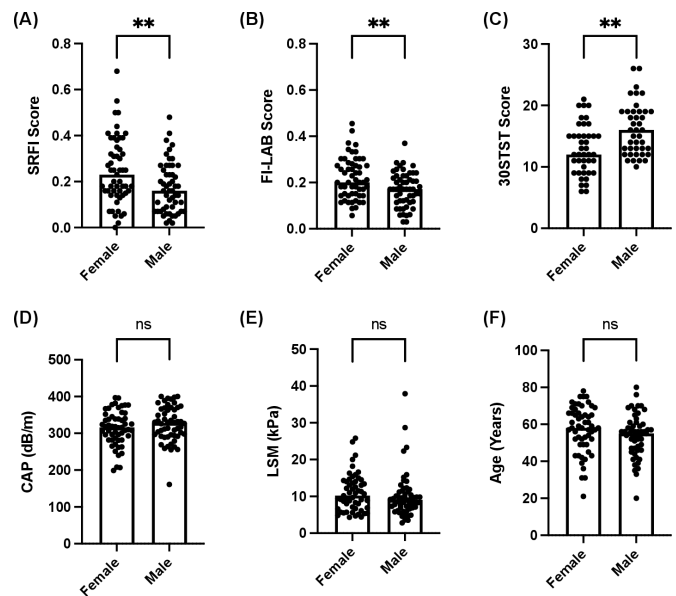 (A)
**
SRFI Score
0.8
0.6
0.4
0.2
0.0
Female
Male
(B)
**
FI-LAB Score
0.8
0.6
0.4
0.2
0.0
Female
Male
(C)
**
30STST Score
30
20
10
0
Female
Male
(D)
ns
CAP (dB/m)
500
400
300
200
100
0
Female
Male
(E)
ns
LSM (kPa)
50
40
30
20
10
0
Female
Male
(F)
ns
Age (Years)
100
80
60
40
20
0
Female
Male